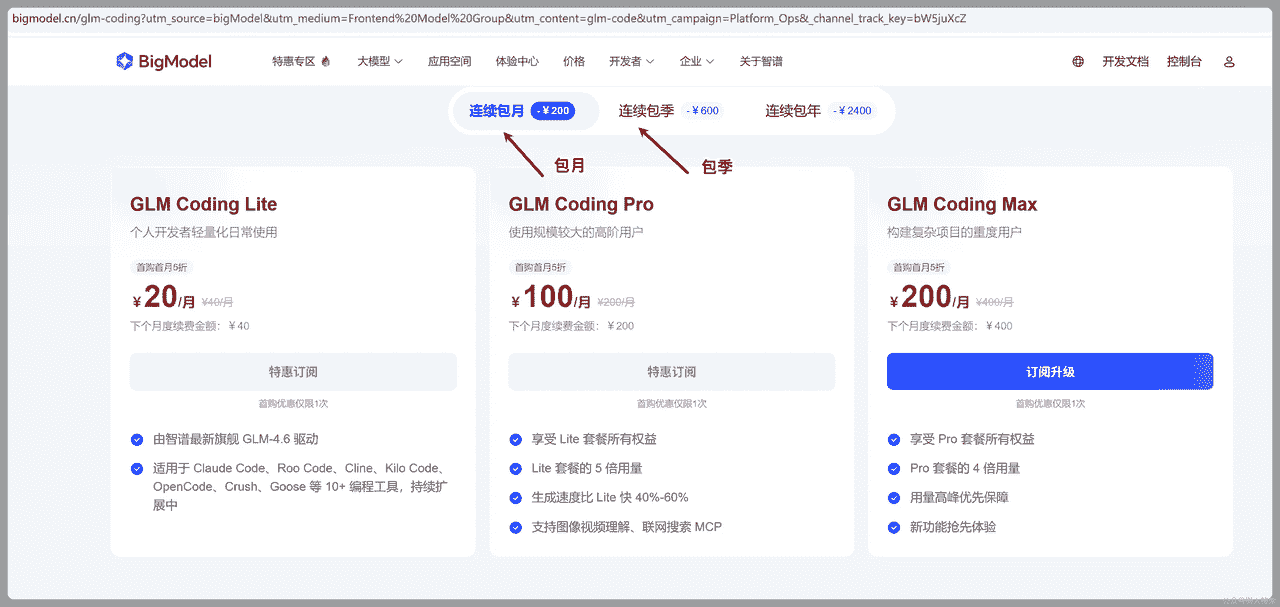 bigmodel.cn/glm-coding?utm_source=bigModel&utm_medium=Frontend%20Model%20Group&utm_content=glm-code&utm_campaign=Platform_Ops&_channel_track_key=bW5juXcZ
BigModel 特惠专区 大模型 应用空间 体验中心 价格 开发者 企业 关于智谱 开发文档 控制台
连续包月 -¥200 连续包季 -¥600 连续包年 -¥2400
包月 包季
GLM Coding Lite
个人开发者轻量化日常使用
首购首月5折
¥20/月 ¥40/月
下个月度续费金额：¥40
特惠订阅
首购优惠仅限1次
由智谱最新旗舰 GLM-4.6 驱动
适用于 Claude Code、Roo Code、Cline、Kilo Code、
OpenCode、Crush、Goose 等 10+ 编程工具，持续扩
展中
GLM Coding Pro
使用规模较大的高阶用户
首购首月5折
¥100/月 ¥200/月
下个月度续费金额：¥200
特惠订阅
首购优惠仅限1次
享受 Lite 套餐所有权益
Lite 套餐的 5 倍用量
生成速度比 Lite 快 40%-60%
支持图像视频理解、联网搜索 MCP
GLM Coding Max
构建复杂项目的重度用户
首购首月5折
¥200/月 ¥400/月
下个月度续费金额：¥400
订阅升级
首购优惠仅限1次
享受 Pro 套餐所有权益
Pro 套餐的 4 倍用量
用量高峰优先保障
新功能抢先体验